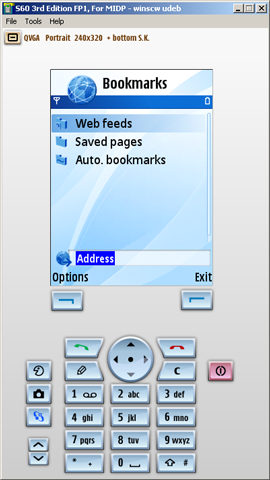 S60 3rd Edition FP1, For MIDP - winscw udeb
File Tools Help
QVGA Portrait 240x320 + bottom S.K.
Bookmarks
Web feeds
Saved pages
Auto. bookmarks
Address
Options Exit
C
1 2 abc 3 def
4 ghi 5 jkl 6 mno
7 pqrs 8 tuv 9 wxyz
* + 0 #